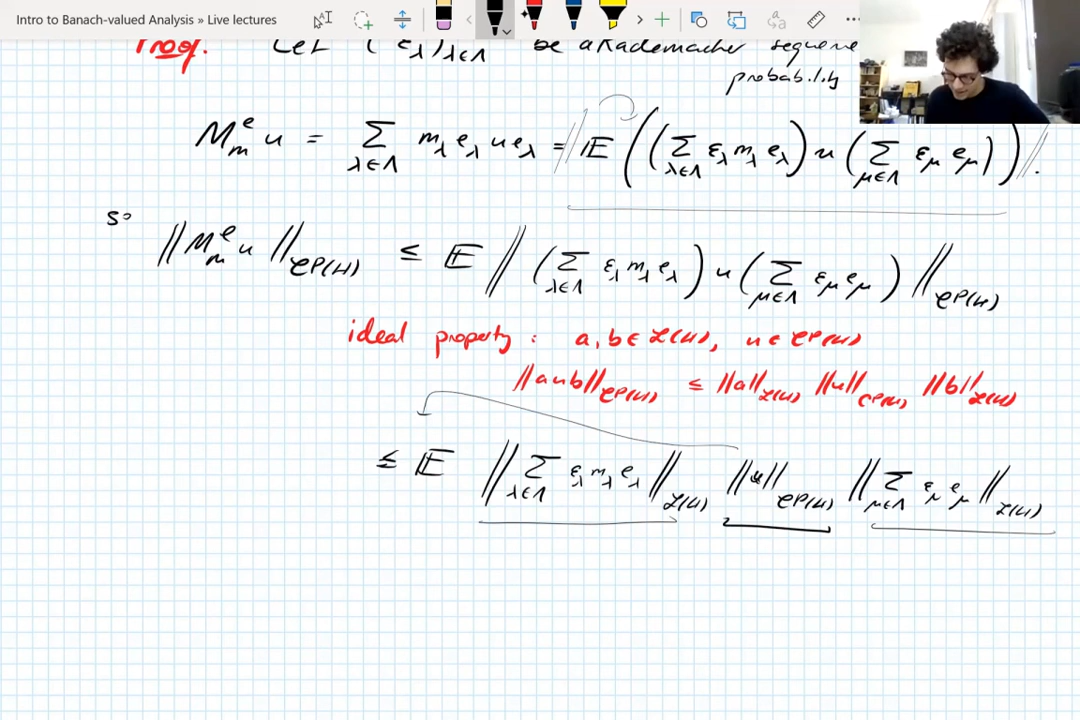 Intro to Banach-valued Analysis » Live lectures
Proof. Let (ε_λ)_{λ∈Λ} be a Rademacher sequence
probability
M_m^e u = Σ_{λ∈Λ} m_λ e_λ u e_λ = ‖ 𝔼 ( ( Σ_{λ∈Λ} ε_λ m_λ e_λ ) u ( Σ_{μ∈Λ} ε_μ e_μ ) ) ‖ .
so ‖ M_m^e u ‖_{𝒞^p(H)} ≤ 𝔼 ‖ ( Σ_{λ∈Λ} ε_λ m_λ e_λ ) u ( Σ_{μ∈Λ} ε_μ e_μ ) ‖_{𝒞^p(H)}
ideal property : a, b ∈ ℒ(H), u ∈ 𝒞^p(H)
‖aub‖_{𝒞^p(H)} ≤ ‖a‖_{ℒ(H)} ‖u‖_{𝒞^p(H)} ‖b‖_{ℒ(H)}
≤ 𝔼 ‖ Σ_{λ∈Λ} ε_λ m_λ e_λ ‖_{ℒ(H)} ‖u‖_{𝒞^p(H)} ‖ Σ_{μ∈Λ} ε_μ e_μ ‖_{ℒ(H)}